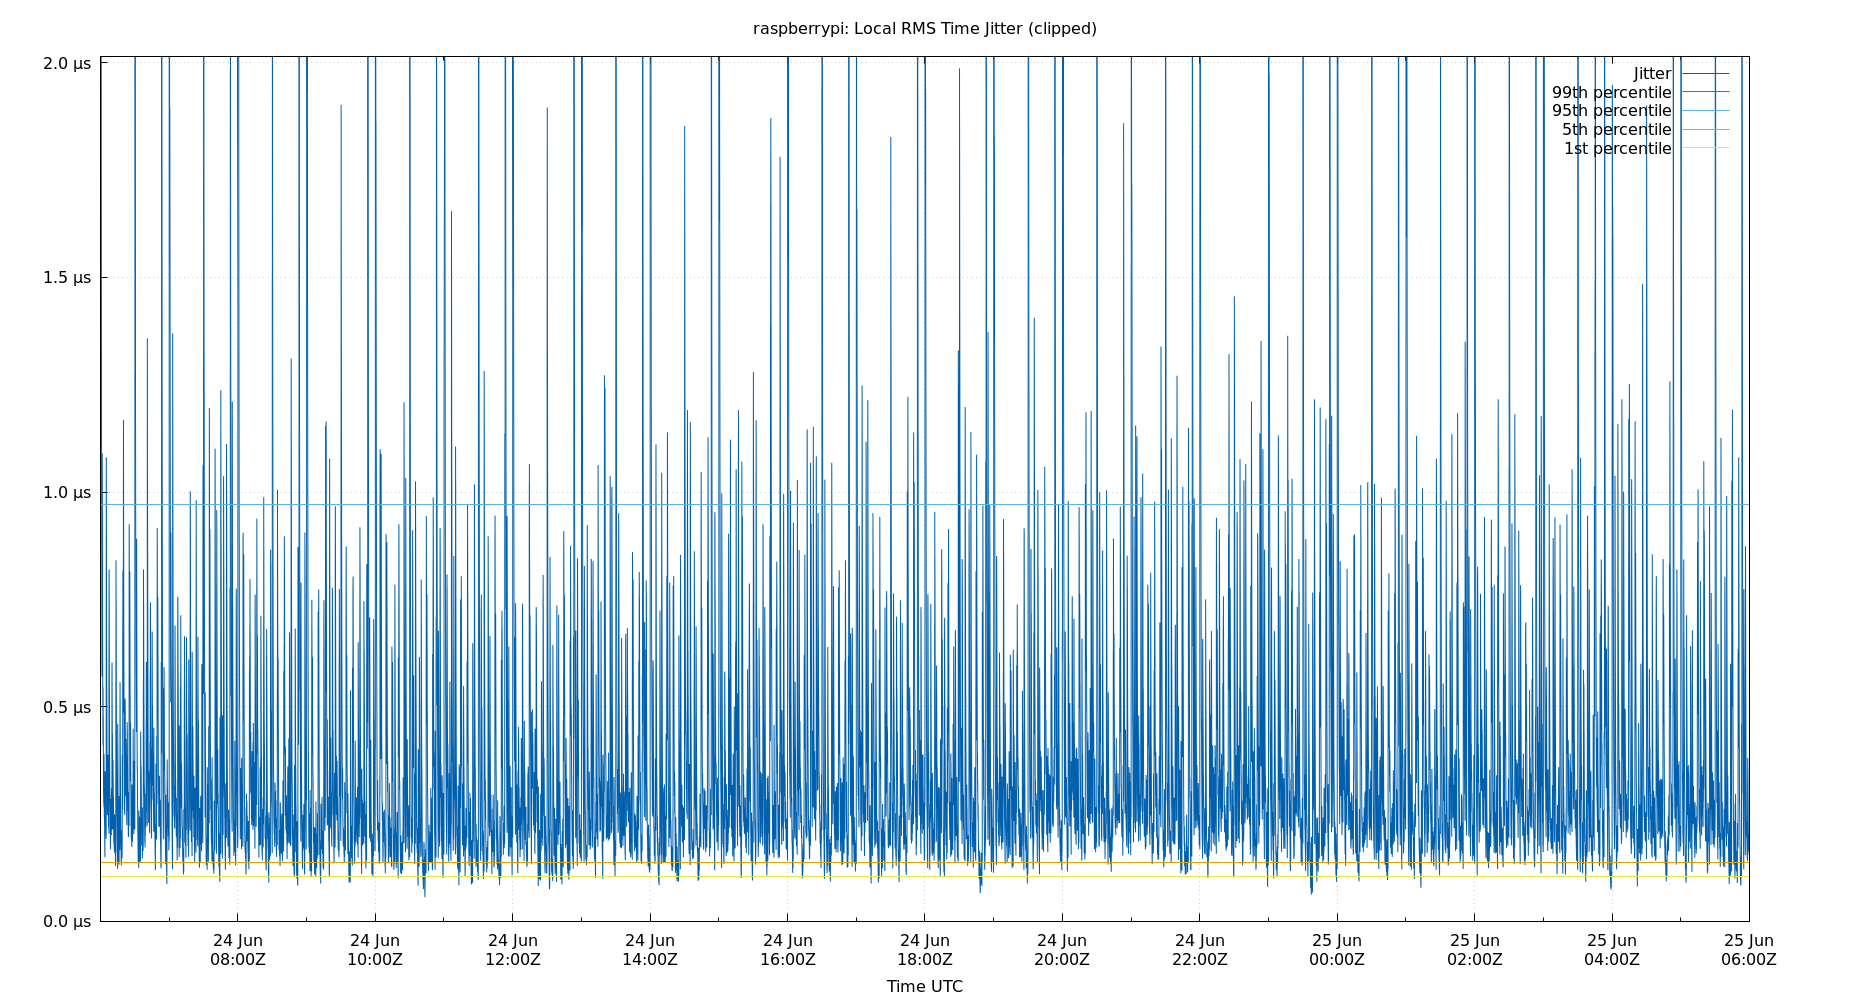 raspberrypi: Local RMS Time Jitter (clipped)
2.0 µs
1.5 µs
1.0 µs
0.5 µs
0.0 µs
Jitter
99th percentile
95th percentile
5th percentile
1st percentile
24 Jun 24 Jun 24 Jun 24 Jun 24 Jun 24 Jun 24 Jun 24 Jun 25 Jun 25 Jun 25 Jun 25 Jun
08:00Z 10:00Z 12:00Z 14:00Z 16:00Z 18:00Z 20:00Z 22:00Z 00:00Z 02:00Z 04:00Z 06:00Z
Time UTC